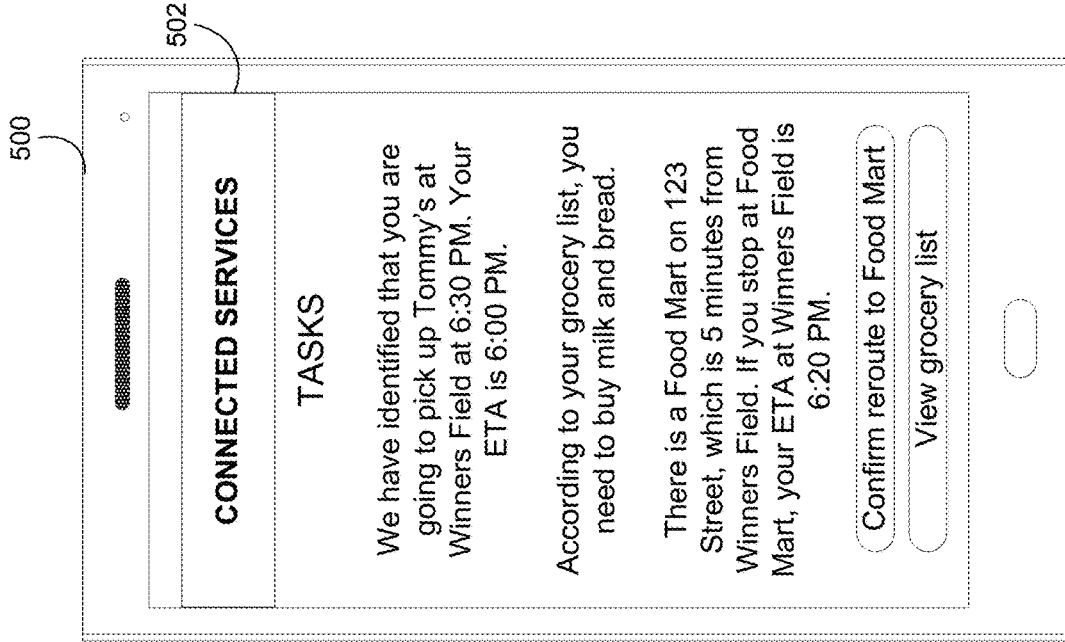 500
502
CONNECTED SERVICES
TASKS
We have identified that you are
going to pick up Tommy's at
Winners Field at 6:30 PM. Your
ETA is 6:00 PM.
According to your grocery list, you
need to buy milk and bread.
There is a Food Mart on 123
Street, which is 5 minutes from
Winners Field. If you stop at Food
Mart, your ETA at Winners Field is
6:20 PM.
Confirm reroute to Food Mart
View grocery list